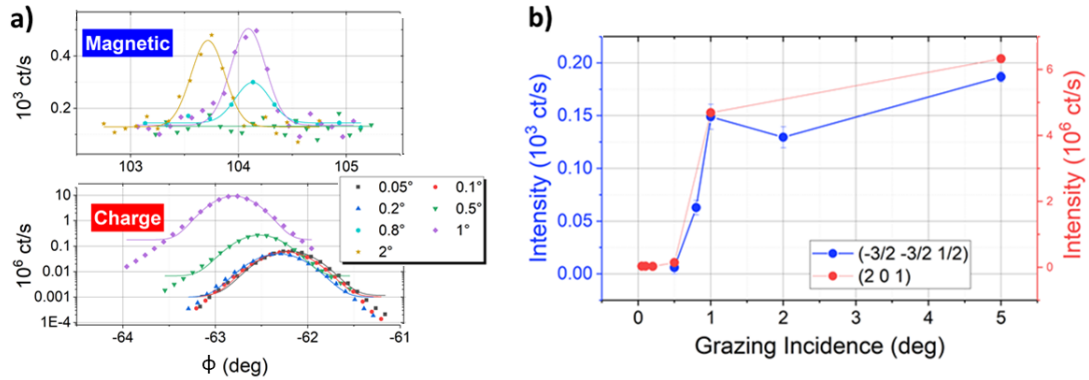 a)
Magnetic
10³ ct/s
0.4
0.2
103
104
105
Charge
10⁶ ct/s
10
1
0.1
0.01
0.001
1E-4
-64
-63
-62
-61
ϕ (deg)
0.05° 0.1°
0.2° 0.5°
0.8° 1°
2°
b)
Intensity (10³ ct/s)
0.20
0.15
0.10
0.05
0.00
0
1
2
3
4
5
Grazing Incidence (deg)
(-3/2 -3/2 1/2)
(2 0 1)
6
4
2
0
Intensity (10⁶ ct/s)